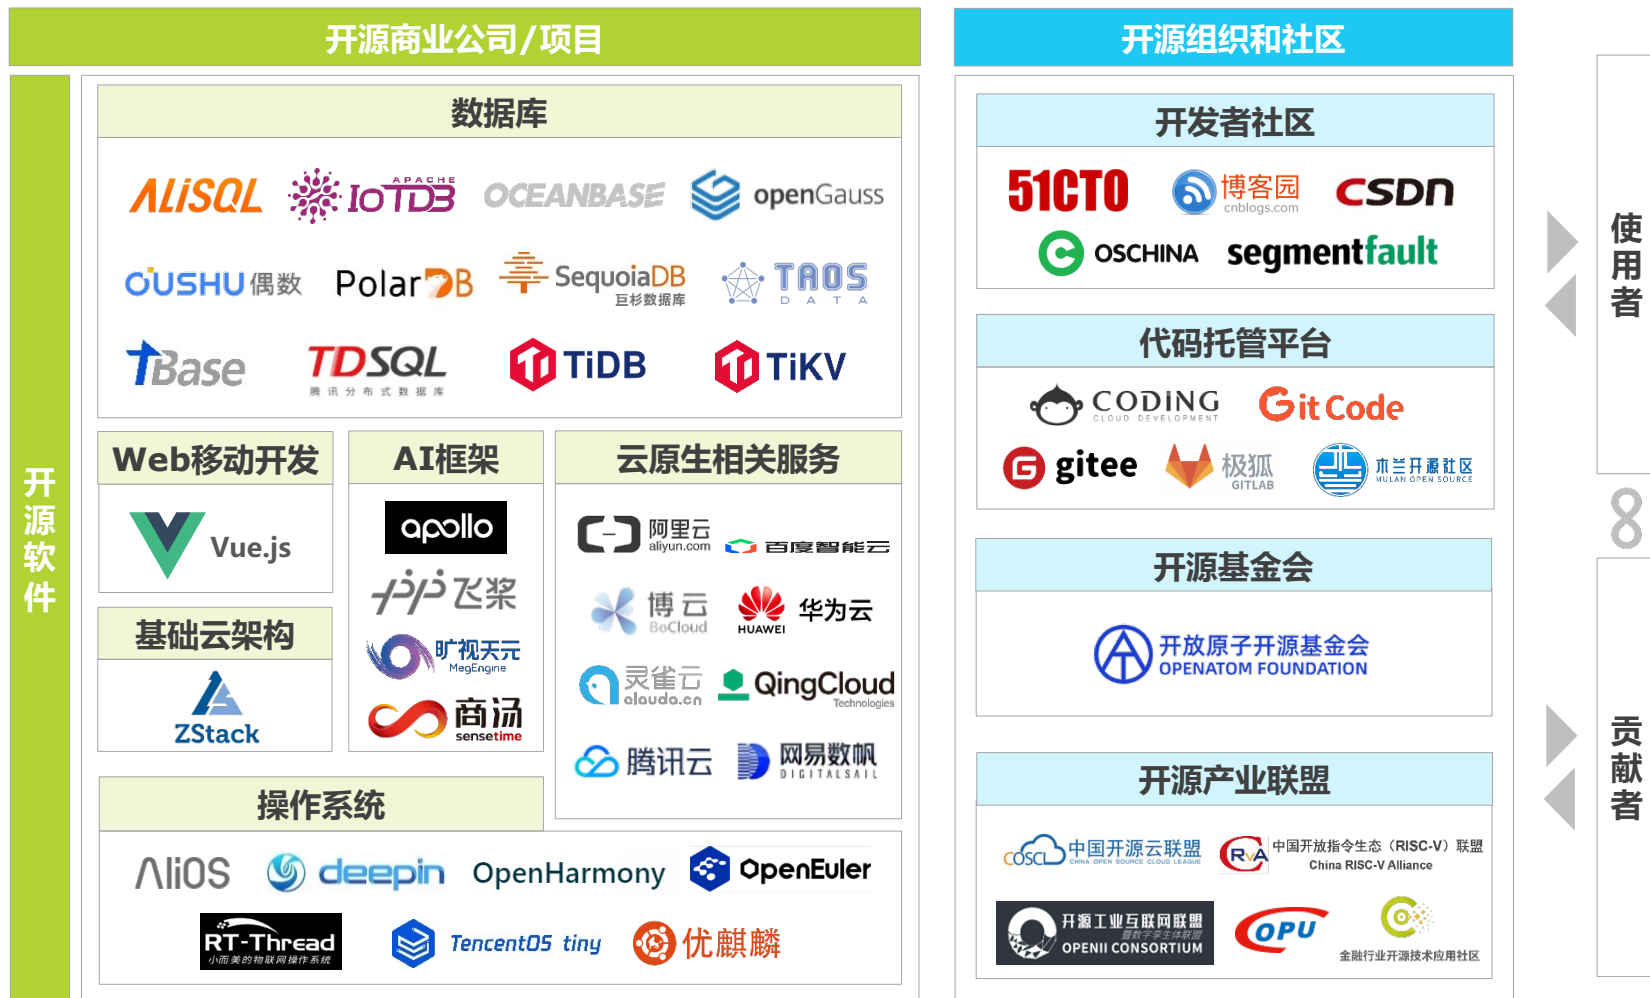 开源商业公司/项目
开源软件
数据库
ALiSQL
APACHE
IoTDB
OCEANBASE
openGauss
OUSHU 偶数
PolarDB
SequoiaDB
巨杉数据库
TAOS
DATA
TBase
TDSQL
腾讯分布式数据库
TiDB
TiKV
Web移动开发
Vue.js
基础云架构
ZStack
AI框架
apollo
飞桨
旷视天元
MegEngine
商汤
sensetime
云原生相关服务
阿里云
aliyun.com
百度智能云
博云
BoCloud
HUAWEI
华为云
灵雀云
alauda.cn
QingCloud
Technologies
腾讯云
网易数帆
DIGITALSAIL
操作系统
AliOS
deepin
OpenHarmony
OpenEuler
RT-Thread
小而美的物联网操作系统
TencentOS tiny
优麒麟
开源组织和社区
开发者社区
51CTO
博客园
cnblogs.com
CSDN
OSCHINA
segmentfault
代码托管平台
CODING
CLOUD DEVELOPMENT
GitCode
gitee
极狐
GITLAB
木兰开源社区
MULAN OPEN SOURCE
开源基金会
开放原子开源基金会
OPENATOM FOUNDATION
开源产业联盟
COSCL
中国开源云联盟
CHINA OPEN SOURCE CLOUD LEAGUE
CRVA
中国开放指令生态（RISC-V）联盟
China RISC-V Alliance
开源工业互联网联盟
暨数字孪生体联盟
OPENII CONSORTIUM
OPU
金融行业开源技术应用社区
使用者
贡献者